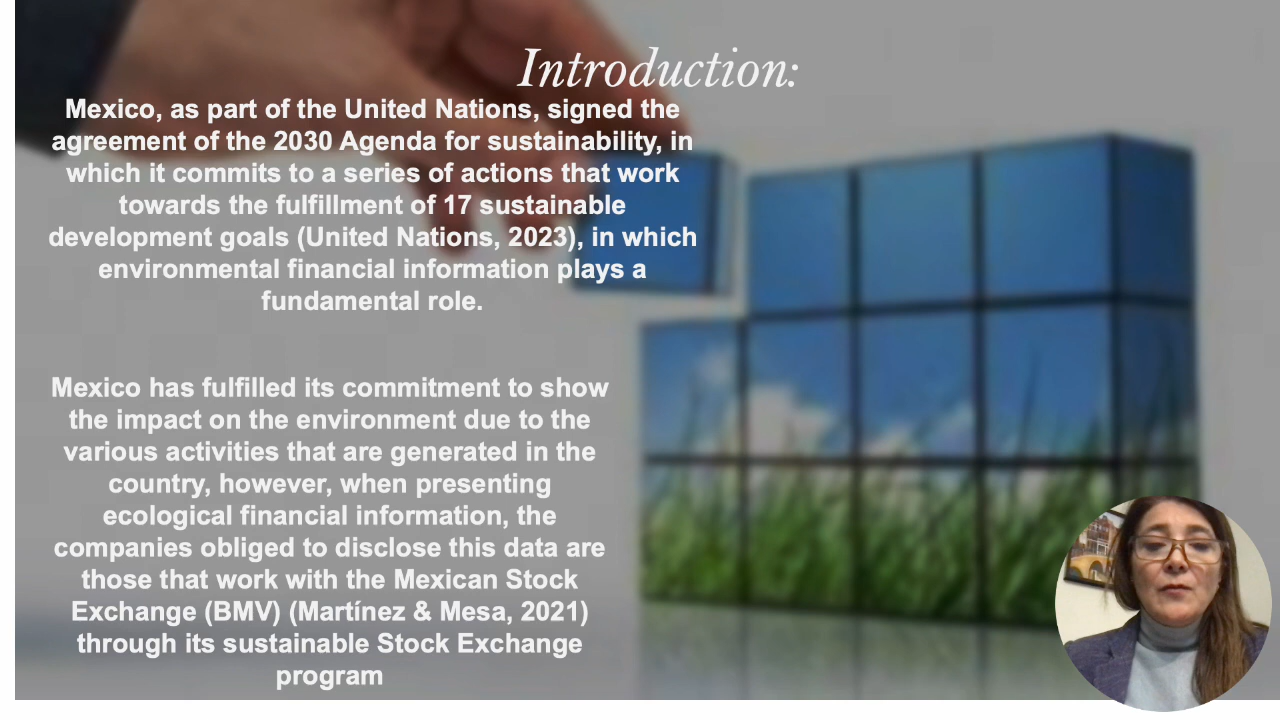 Introduction:
Mexico, as part of the United Nations, signed the
agreement of the 2030 Agenda for sustainability, in
which it commits to a series of actions that work
towards the fulfillment of 17 sustainable
development goals (United Nations, 2023), in which
environmental financial information plays a
fundamental role.
Mexico has fulfilled its commitment to show
the impact on the environment due to the
various activities that are generated in the
country, however, when presenting
ecological financial information, the
companies obliged to disclose this data are
those that work with the Mexican Stock
Exchange (BMV) (Martínez & Mesa, 2021)
through its sustainable Stock Exchange
program